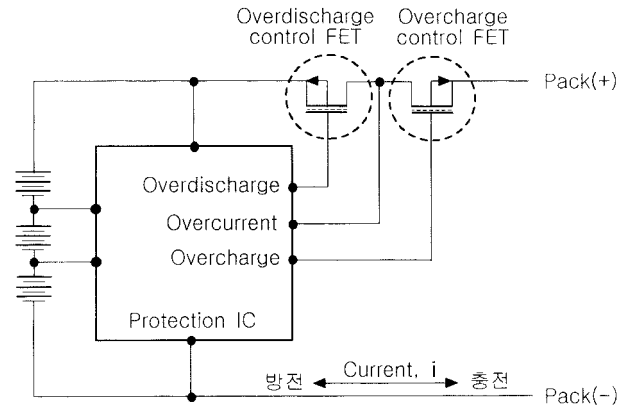 Overdischarge control FET
Overcharge control FET
Pack(+)
Overdischarge
Overcurrent
Overcharge
Protection IC
방전 Current, i 충전
Pack(-)